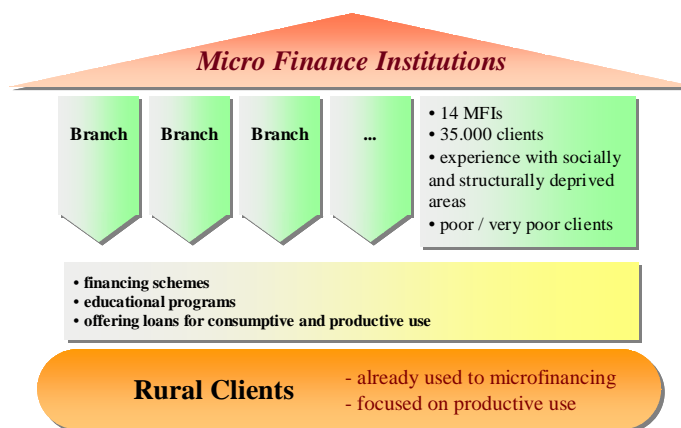 Micro Finance Institutions
Branch
Branch
Branch
...
• 14 MFIs
• 35.000 clients
• experience with socially
and structurally deprived
areas
• poor / very poor clients
• financing schemes
• educational programs
• offering loans for consumptive and productive use
Rural Clients
- already used to microfinancing
- focused on productive use